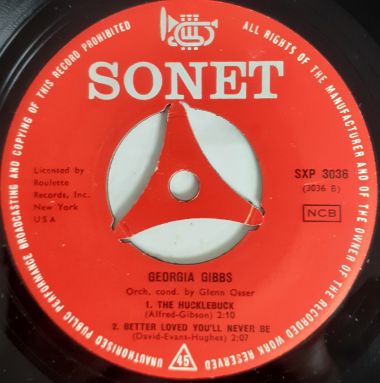 UNAUTHORISED PUBLIC PERFORMANCE BROADCASTING AND COPYING OF THIS RECORD PROHIBITED
ALL RIGHTS OF THE MANUFACTURER AND OF THE OWNER OF THE RECORDED WORK RESERVED
SONET
Licensed by
Roulette
Records, Inc.
New York
USA
SXP 3036
(3036 B)
NCB
GEORGIA GIBBS
Orch. cond. by Glenn Osser
1. THE HUCKLEBUCK
(Alfred-Gibson) 2:10
2. BETTER LOVED YOU'LL NEVER BE
(David-Evans-Hughes) 2:07
45